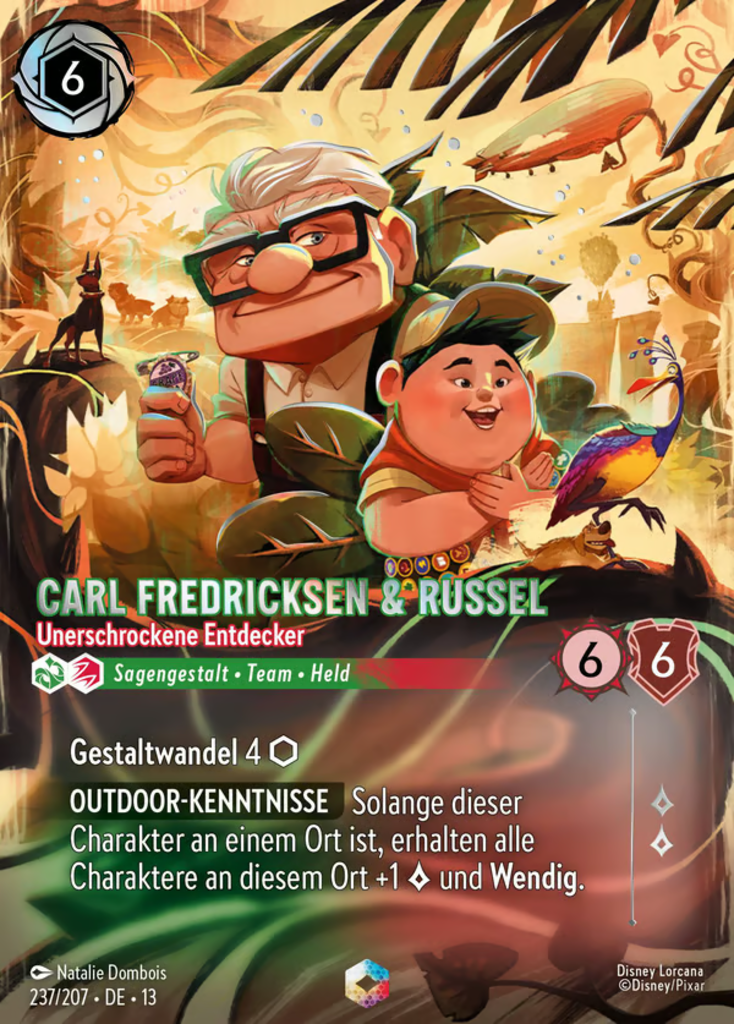 6
CARL FREDRICKSEN & RUSSEL
Unerschrockene Entdecker
6
6
Sagengestalt • Team • Held
Gestaltwandel 4
OUTDOOR-KENNTNISSE Solange dieser
Charakter an einem Ort ist, erhalten alle
Charaktere an diesem Ort +1 und Wendig.
Natalie Dombois
237/207 • DE • 13
Disney Lorcana
©Disney/Pixar